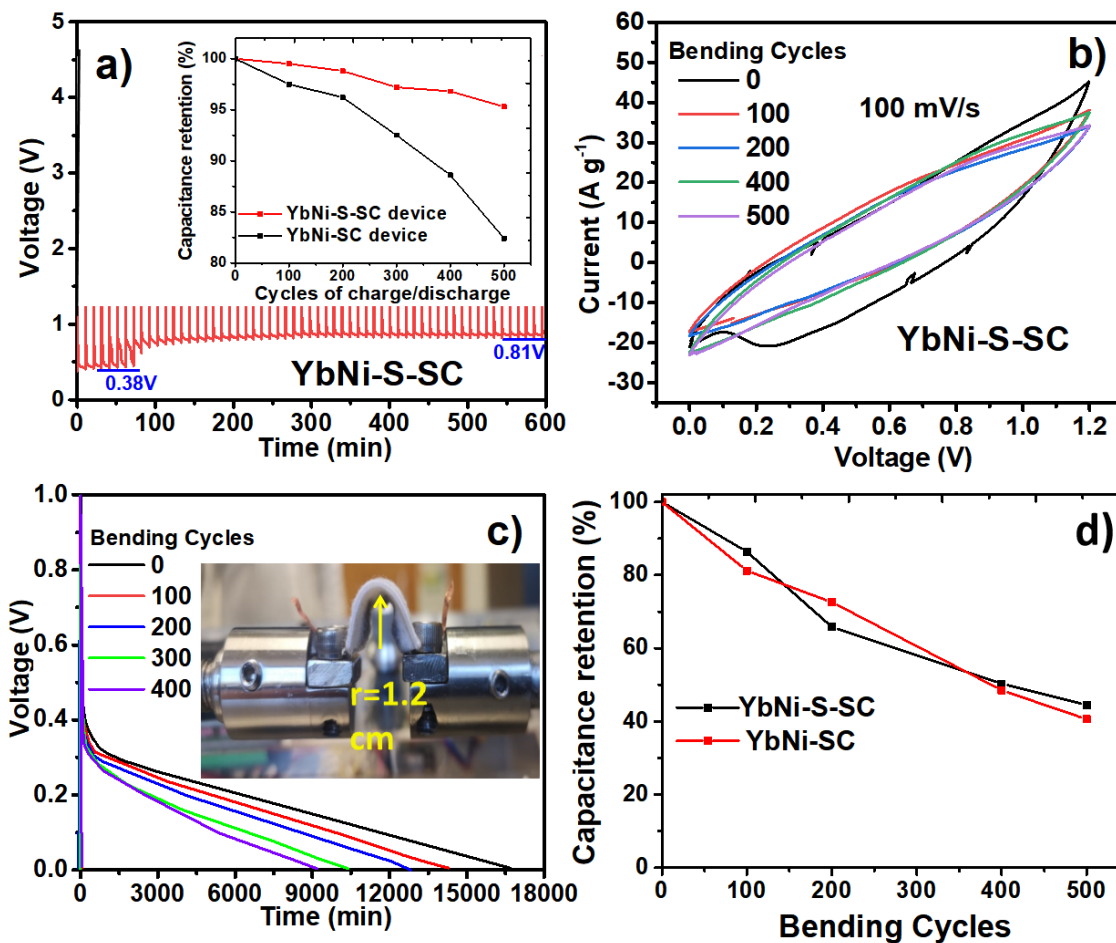 a)
Voltage (V)
5
4
3
2
1
0
0 100 200 300 400 500 600
Time (min)
Capacitance retention (%)
100
95
90
85
80
0 100 200 300 400 500
Cycles of charge/discharge
YbNi-S-SC device
YbNi-SC device
0.38V
0.81V
YbNi-S-SC
b)
Current (A g⁻¹)
60
50
40
30
20
10
0
-10
-20
-30
Bending Cycles
0
100
200
400
500
100 mV/s
YbNi-S-SC
0.0 0.2 0.4 0.6 0.8 1.0 1.2
Voltage (V)
c)
Voltage (V)
1.0
0.8
0.6
0.4
0.2
0.0
Bending Cycles
0
100
200
300
400
r=1.2
cm
0 3000 6000 9000 12000 15000 18000
Time (min)
d)
Capacitance retention (%)
100
80
60
40
20
0
YbNi-S-SC
YbNi-SC
0 100 200 300 400 500
Bending Cycles